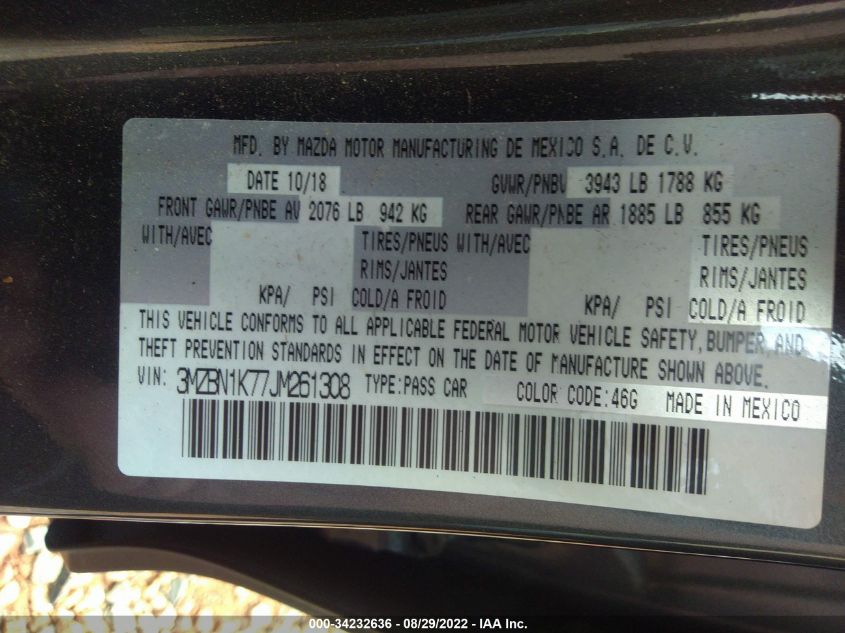 MFD. BY MAZDA MOTOR MANUFACTURING DE MEXICO S.A. DE C.V.
DATE 10/18 GVWR/PNBV 3943 LB 1788 KG
FRONT GAWR/PNBE AV 2076 LB 942 KG REAR GAWR/PNBE AR 1885 LB 855 KG
WITH/AVEC TIRES/PNEUS WITH/AVEC TIRES/PNEUS
RIMS/JANTES RIMS/JANTES
KPA/ PSI COLD/A FROID KPA/ PSI COLD/A FROID
THIS VEHICLE CONFORMS TO ALL APPLICABLE FEDERAL MOTOR VEHICLE SAFETY, BUMPER, AND
THEFT PREVENTION STANDARDS IN EFFECT ON THE DATE OF MANUFACTURE SHOWN ABOVE.
VIN: 3MZBN1K77JM261308 TYPE:PASS CAR COLOR CODE:46G MADE IN MEXICO
000-34232636 - 08/29/2022 - IAA Inc.